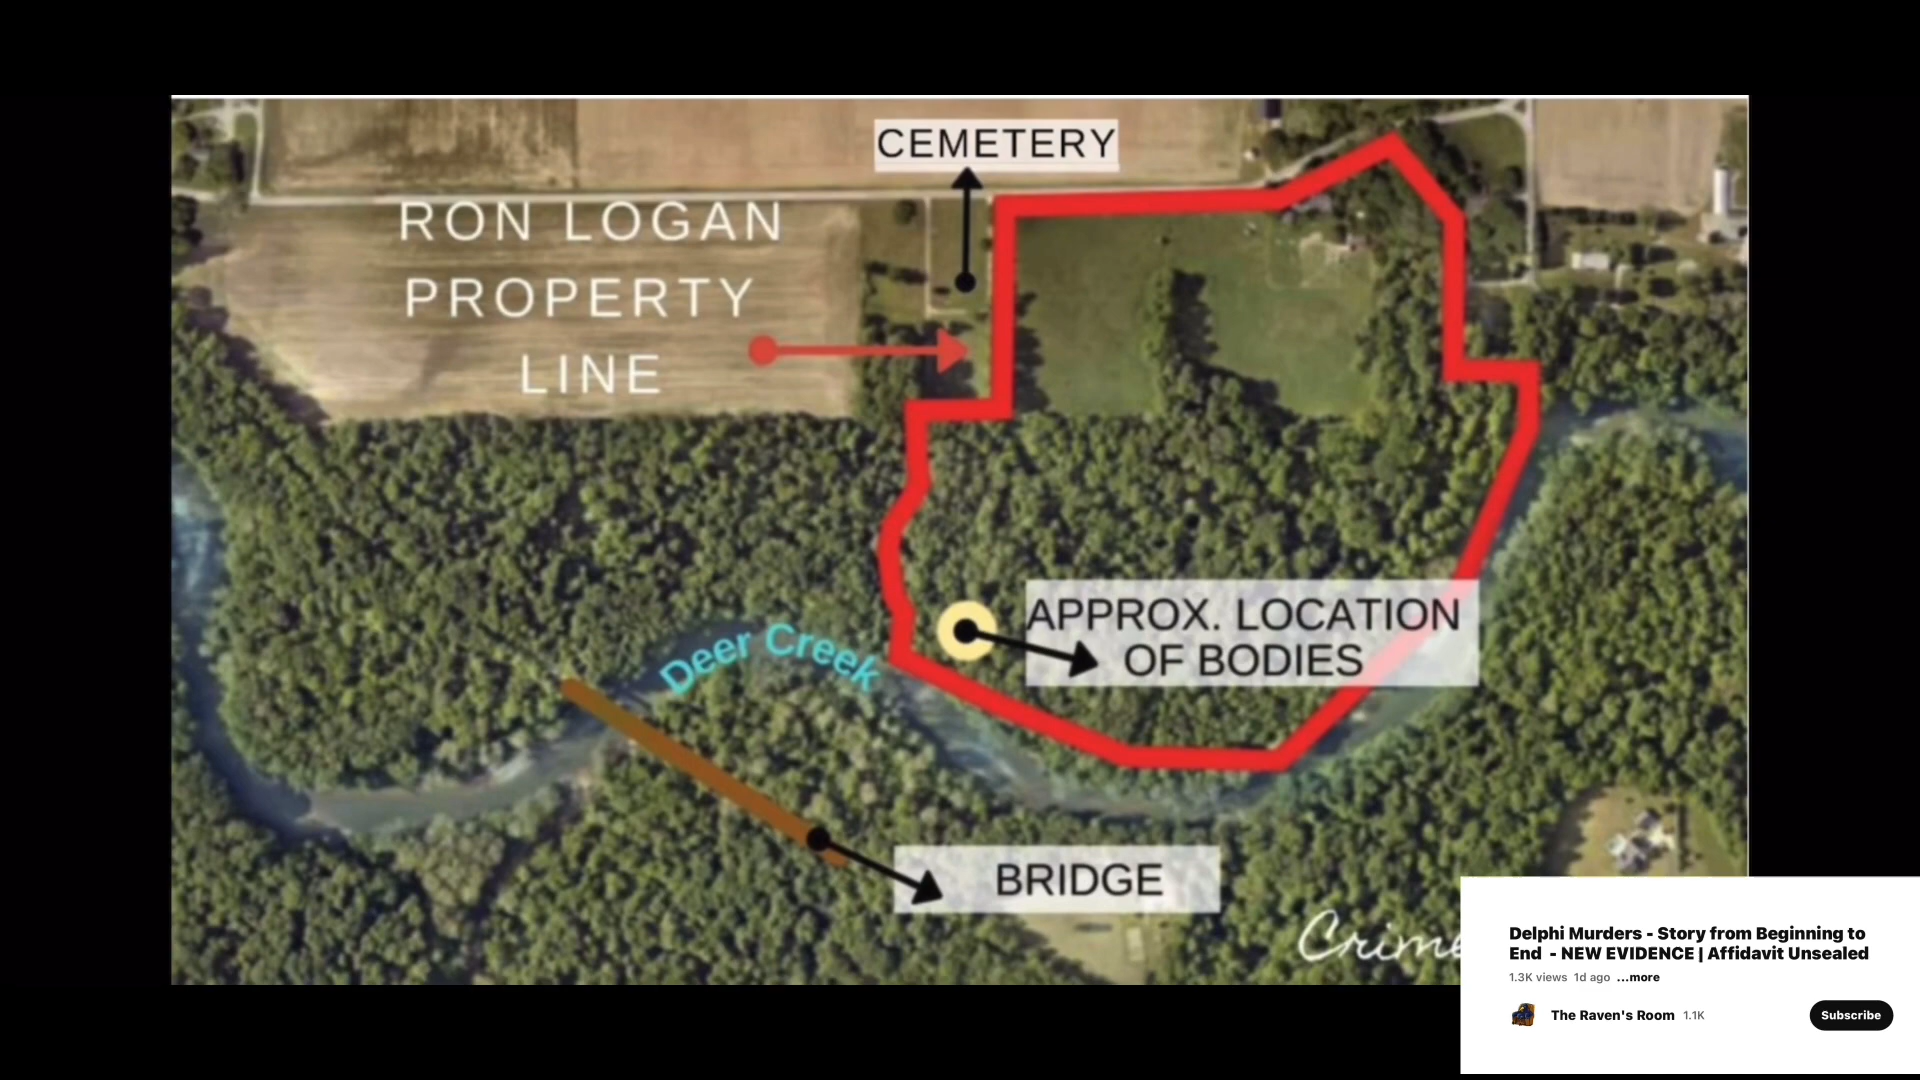 CEMETERY
RON LOGAN
PROPERTY
LINE
Deer Creek
APPROX. LOCATION
OF BODIES
BRIDGE
Crime
Delphi Murders - Story from Beginning to
End - NEW EVIDENCE | Affidavit Unsealed
1.3K views 1d ago ...more
The Raven's Room 1.1K
Subscribe